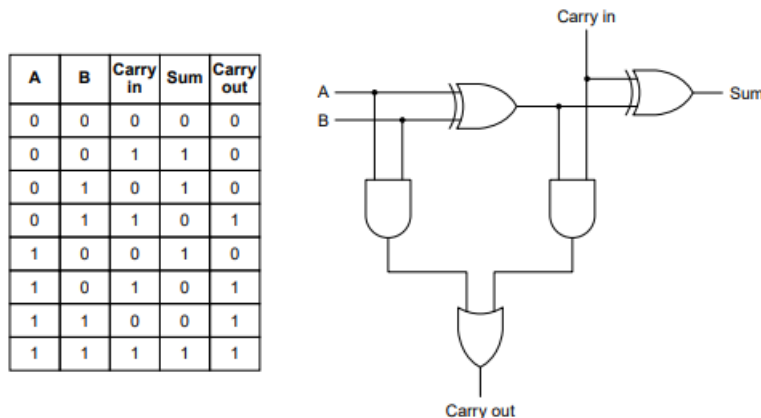 A B Carry in Sum Carry out
0 0 0 0 0
0 0 1 1 0
0 1 0 1 0
0 1 1 0 1
1 0 0 1 0
1 0 1 0 1
1 1 0 0 1
1 1 1 1 1
Carry in
A
B
Sum
Carry out